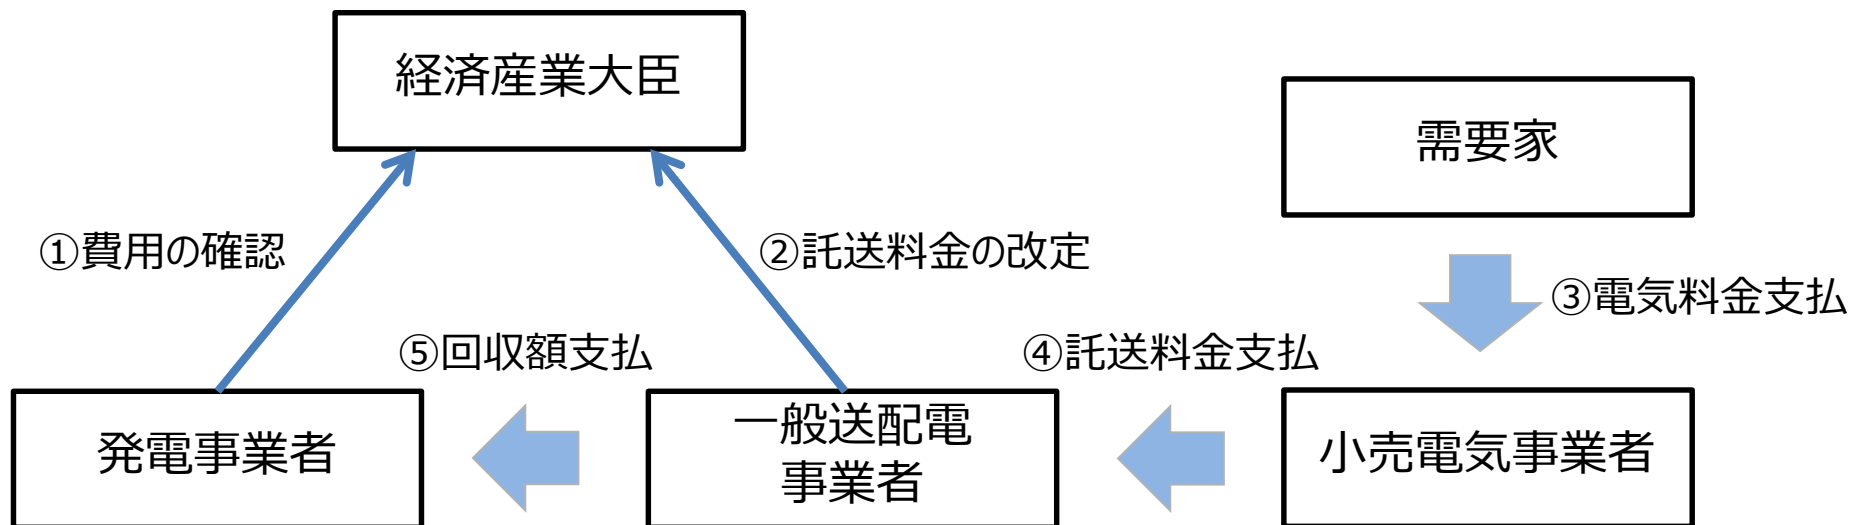 経済産業大臣
需要家
①費用の確認
②託送料金の改定
③電気料金支払
⑤回収額支払
④託送料金支払
発電事業者
一般送配電
事業者
小売電気事業者